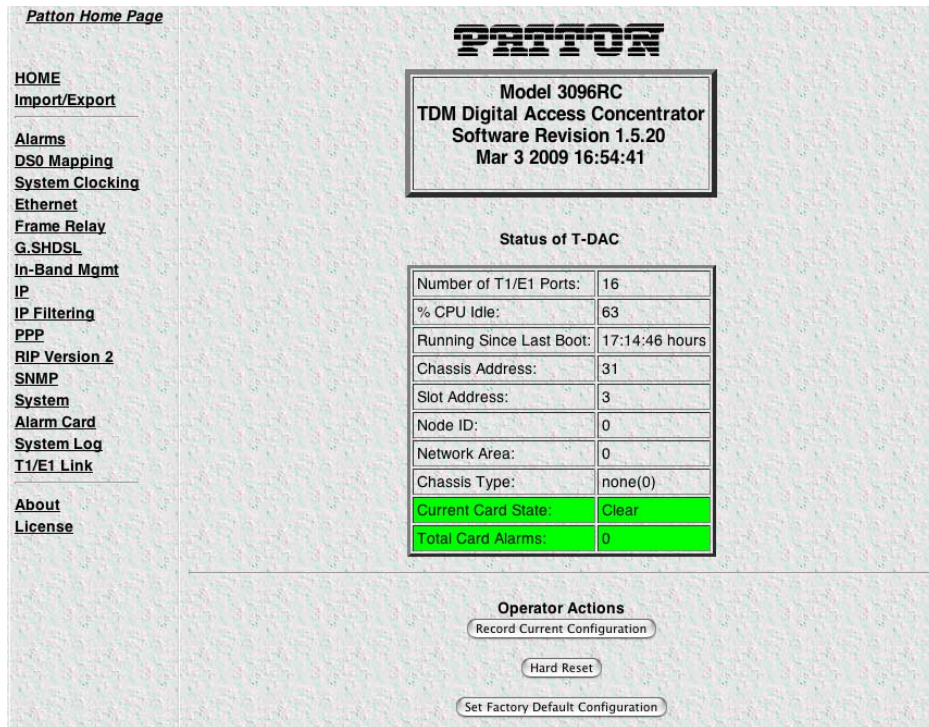 Patton Home Page
HOME
Import/Export
Alarms
DS0 Mapping
System Clocking
Ethernet
Frame Relay
G.SHDSL
In-Band Mgmt
IP
IP Filtering
PPP
RIP Version 2
SNMP
System
Alarm Card
System Log
T1/E1 Link
About
License
PATTON
Model 3096RC
TDM Digital Access Concentrator
Software Revision 1.5.20
Mar 3 2009 16:54:41
Status of T-DAC
Number of T1/E1 Ports: 16
% CPU Idle: 63
Running Since Last Boot: 17:14:46 hours
Chassis Address: 31
Slot Address: 3
Node ID: 0
Network Area: 0
Chassis Type: none(0)
Current Card State: Clear
Total Card Alarms: 0
Operator Actions
Record Current Configuration
Hard Reset
Set Factory Default Configuration